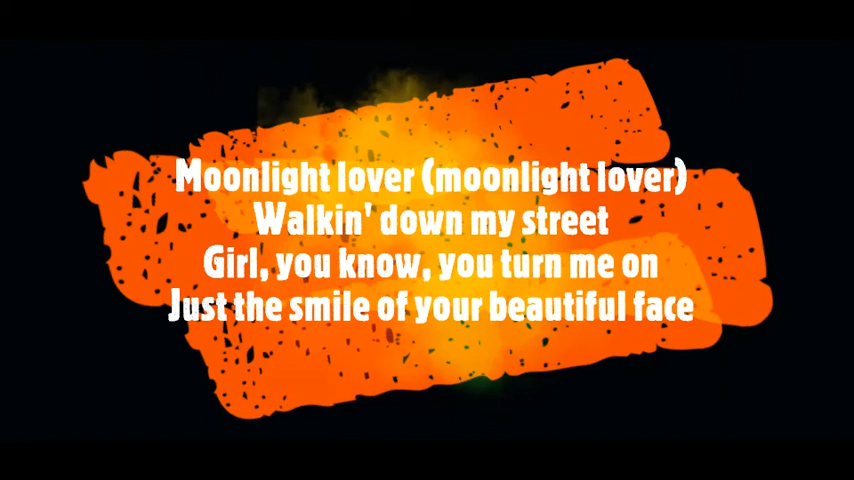 Moonlight lover (moonlight lover)
Walkin' down my street
Girl, you know, you turn me on
Just the smile of your beautiful face